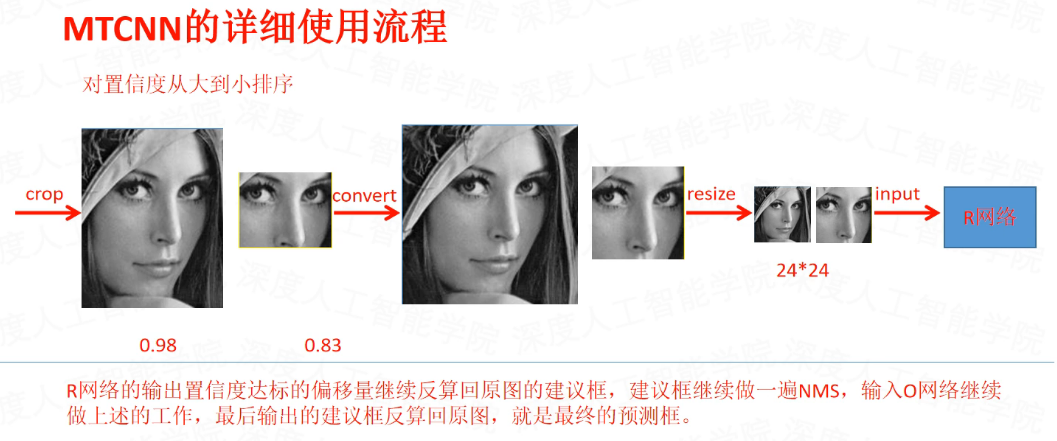 MTCNN的详细使用流程
对置信度从大到小排序
crop
convert
resize
input
R网络
24*24
0.98
0.83
R网络的输出置信度达标的偏移量继续反算回原图的建议框，建议框继续做一遍NMS，输入O网络继续
做上述的工作，最后输出的建议框反算回原图，就是最终的预测框。
深度人工智能学院